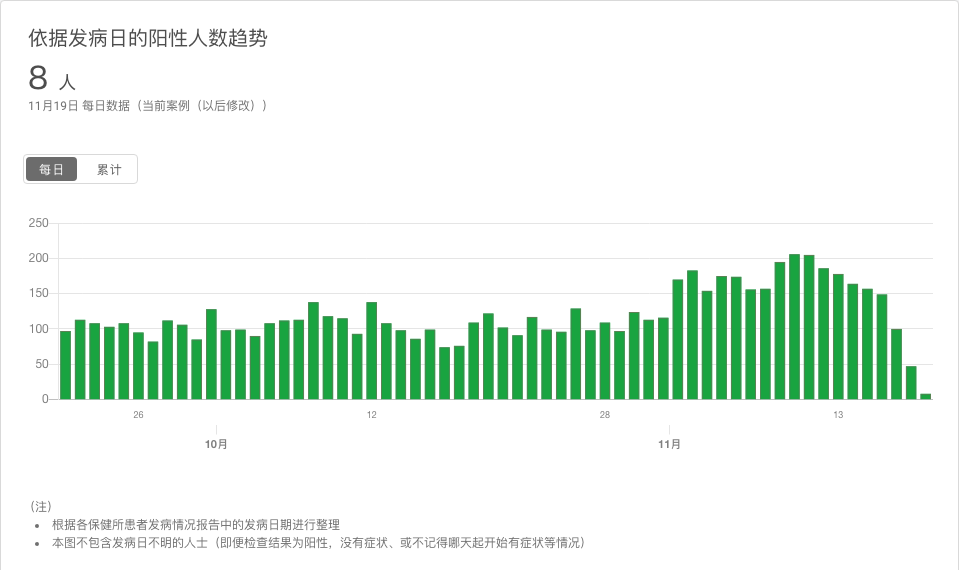 依据发病日的阳性人数趋势
8 人
11月19日 每日数据（当前案例（以后修改））
每日 累计
250
200
150
100
50
0
26 12 28 13
10月 11月
（注）
• 根据各保健所患者发病情况报告中的发病日期进行整理
• 本图不包含发病日不明的人士（即便检查结果为阳性，没有症状、或不记得哪天起开始有症状等情况）